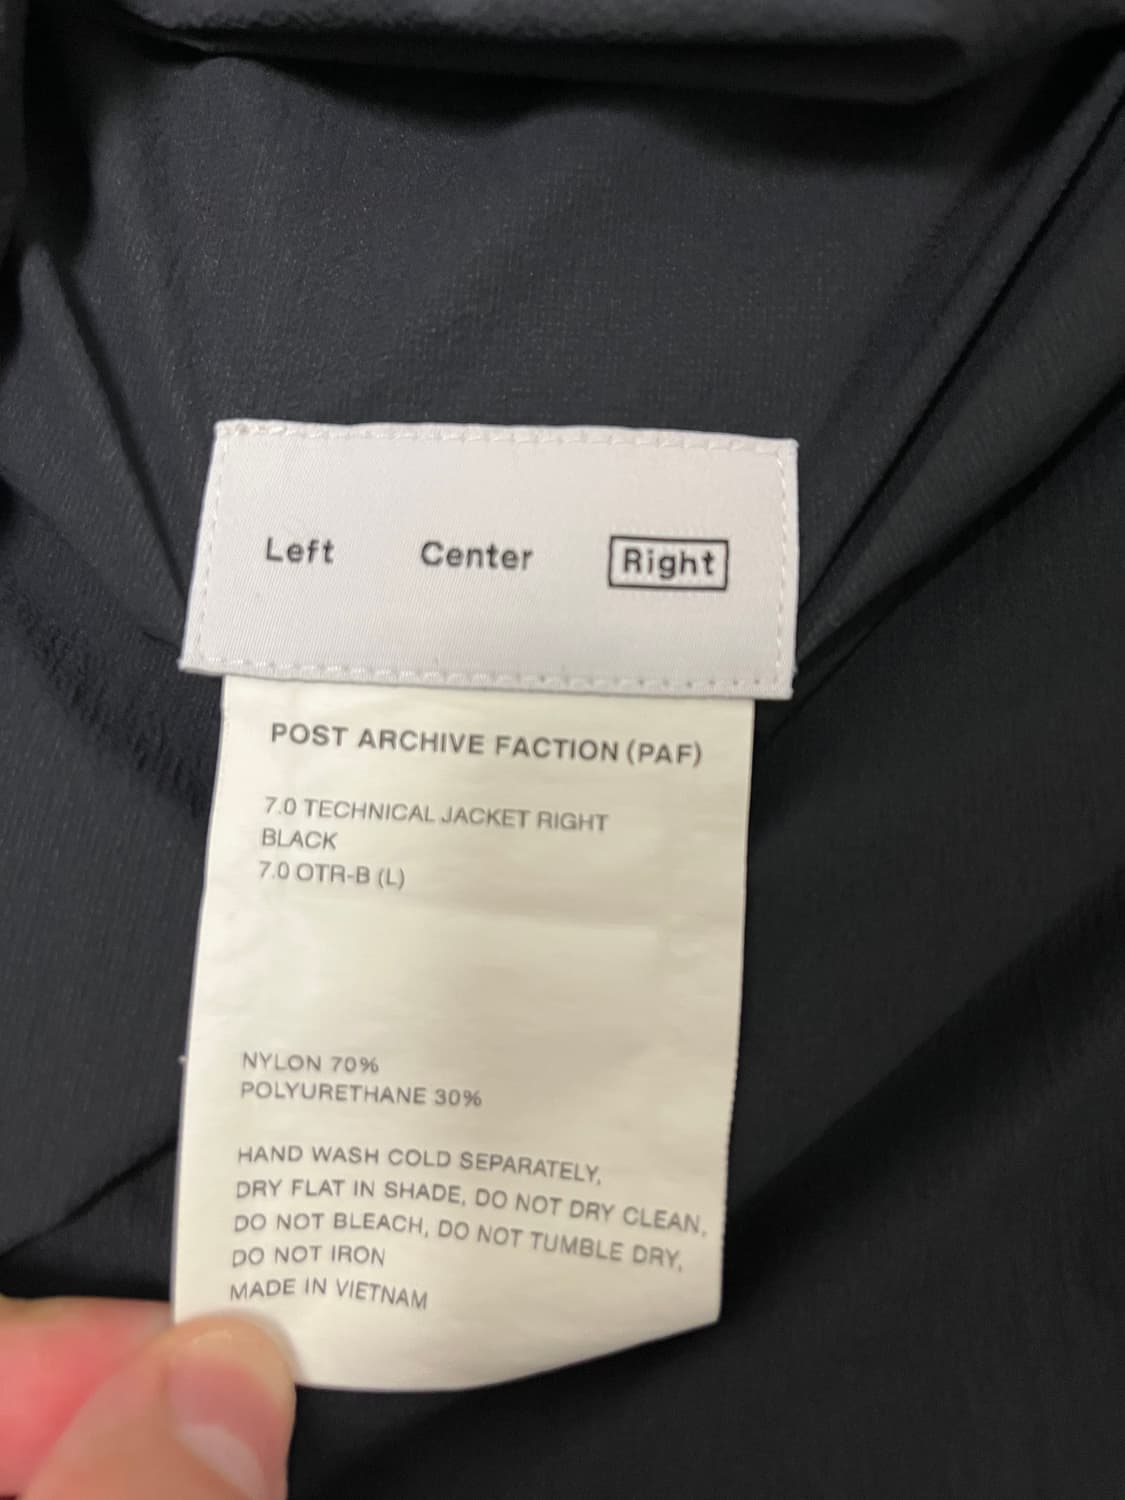 Left Center Right
POST ARCHIVE FACTION (PAF)
7.0 TECHNICAL JACKET RIGHT
BLACK
7.0 OTR-B (L)
NYLON 70%
POLYURETHANE 30%
HAND WASH COLD SEPARATELY,
DRY FLAT IN SHADE, DO NOT DRY CLEAN,
DO NOT BLEACH, DO NOT TUMBLE DRY,
DO NOT IRON
MADE IN VIETNAM